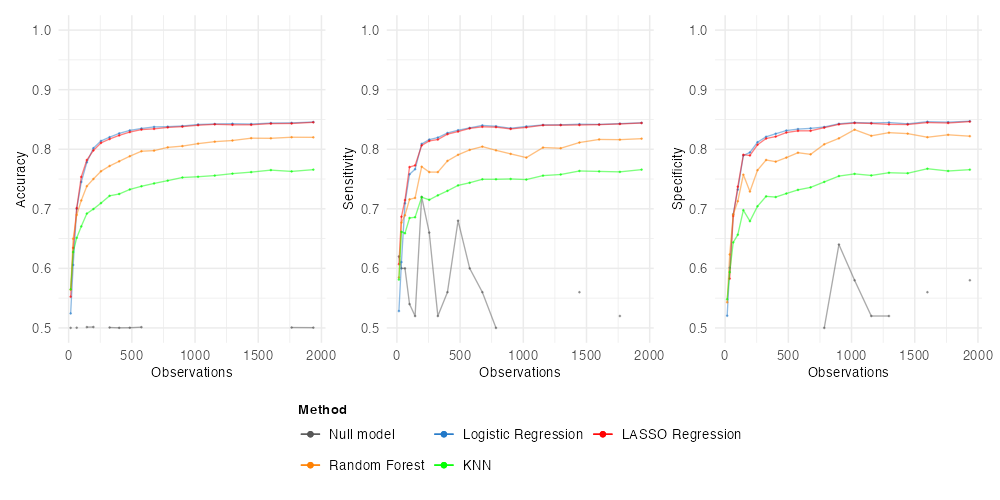 1.0
0.9
0.8
0.7
0.6
0.5
Accuracy
0 500 1000 1500 2000
Observations
1.0
0.9
0.8
0.7
0.6
0.5
Sensitivity
0 500 1000 1500 2000
Observations
1.0
0.9
0.8
0.7
0.6
0.5
Specificity
0 500 1000 1500 2000
Observations
Method
Null model Logistic Regression LASSO Regression
Random Forest KNN